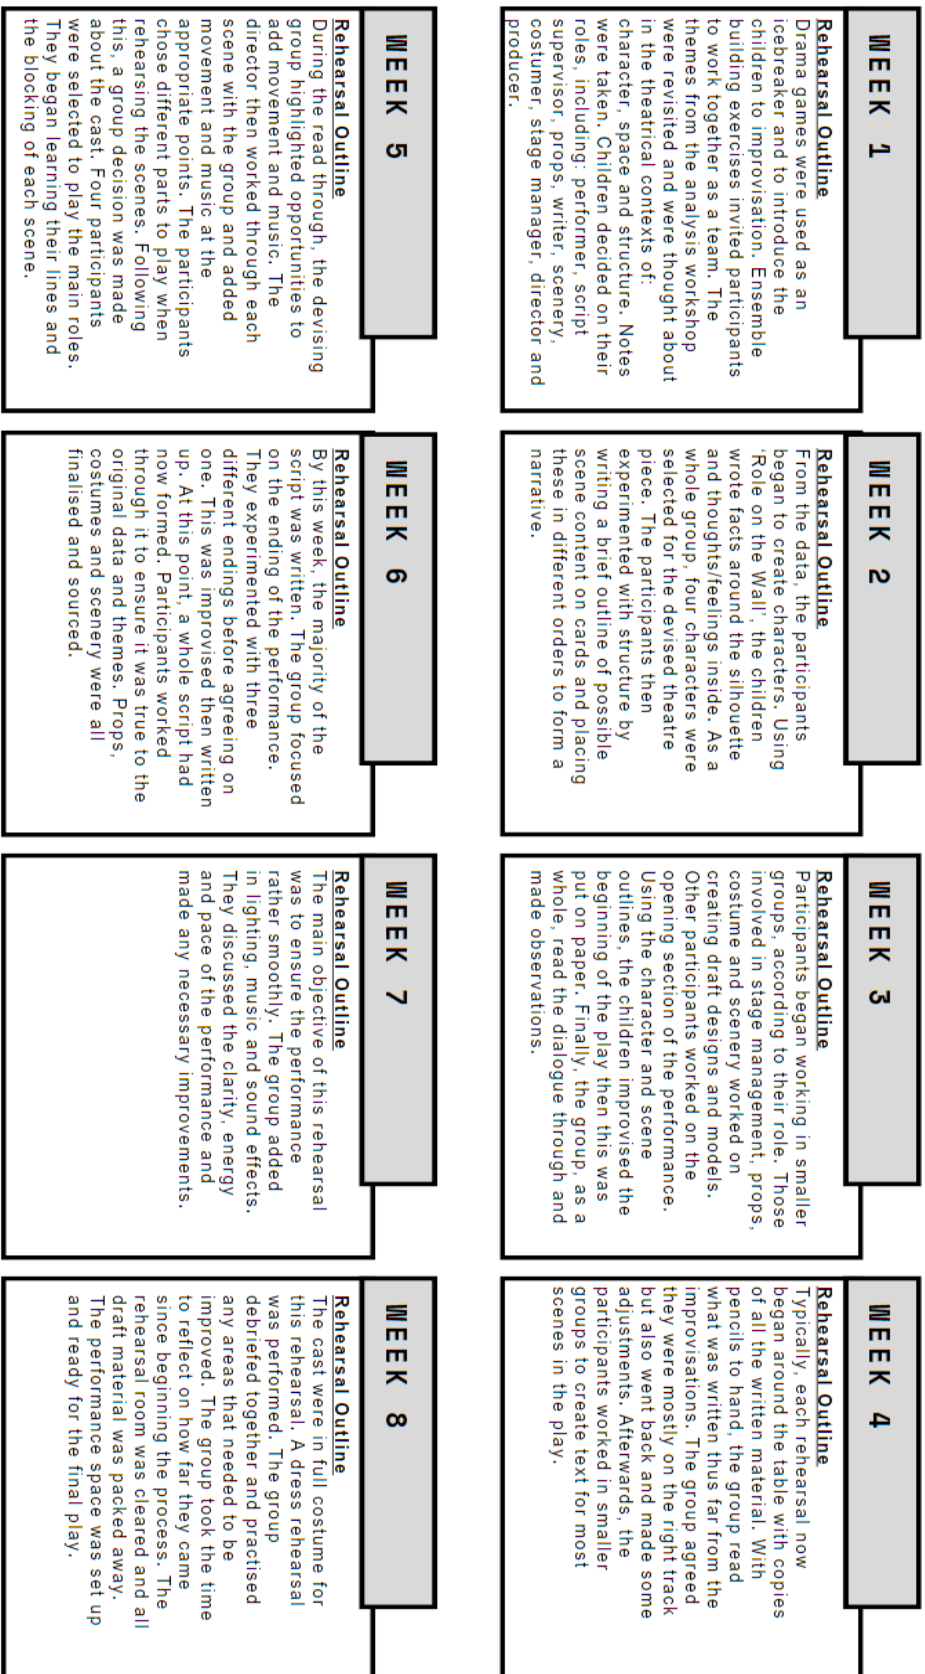 WEEK 1
Rehearsal Outline
Drama games were used as an
icebreaker and to introduce the
children to improvisation. Ensemble
building exercises invited participants
to work together as a team. The
themes from the analysis workshop
were revisited and were thought about
in the theatrical contexts of:
character, space and structure. Notes
were taken. Children decided on their
roles, including: performer, script
supervisor, props, writer, scenery,
costumer, stage manager, director and
producer.
WEEK 2
Rehearsal Outline
From the data, the participants
began to create characters. Using
'Role on the Wall', the children
wrote facts around the silhouette
and thoughts/feelings inside. As a
whole group, four characters were
selected for the devised theatre
piece. The participants then
experimented with structure by
writing a brief outline of possible
scene content on cards and placing
these in different orders to form a
narrative.
WEEK 3
Rehearsal Outline
Participants began working in smaller
groups, according to their role. Those
involved in stage management, props,
costume and scenery worked on
creating draft designs and models.
Other participants worked on the
opening section of the performance.
Using the character and scene
outlines, the children improvised the
beginning of the play then this was
put on paper. Finally, the group, as a
whole, read the dialogue through and
made observations.
WEEK 4
Rehearsal Outline
Typically, each rehearsal now
began around the table with copies
of all the written material. With
pencils to hand, the group read
what was written thus far from the
improvisations. The group agreed
they were mostly on the right track
but also went back and made some
adjustments. Afterwards, the
participants worked in smaller
groups to create text for most
scenes in the play.
WEEK 5
Rehearsal Outline
During the read through, the devising
group highlighted opportunities to
add movement and music. The
director then worked through each
scene with the group and added
movement and music at the
appropriate points. The participants
chose different parts to play when
rehearsing the scenes. Following
this, a group decision was made
about the cast. Four participants
were selected to play the main roles.
They began learning their lines and
the blocking of each scene.
WEEK 6
Rehearsal Outline
By this week, the majority of the
script was written. The group focused
on the ending of the performance.
They experimented with three
different endings before agreeing on
one. This was improvised then written
up. At this point, a whole script had
now formed. Participants worked
through it to ensure it was true to the
original data and themes. Props,
costumes and scenery were all
finalised and sourced.
WEEK 7
Rehearsal Outline
The main objective of this rehearsal
was to ensure the performance
rather smoothly. The group added
in lighting, music and sound effects.
They discussed the clarity, energy
and pace of the performance and
made any necessary improvements.
WEEK 8
Rehearsal Outline
The cast were in full costume for
this rehearsal. A dress rehearsal
was performed. The group
debriefed together and practised
any areas that needed to be
improved. The group took the time
to reflect on how far they came
since beginning the process. The
rehearsal room was cleared and all
draft material was packed away.
The performance space was set up
and ready for the final play.